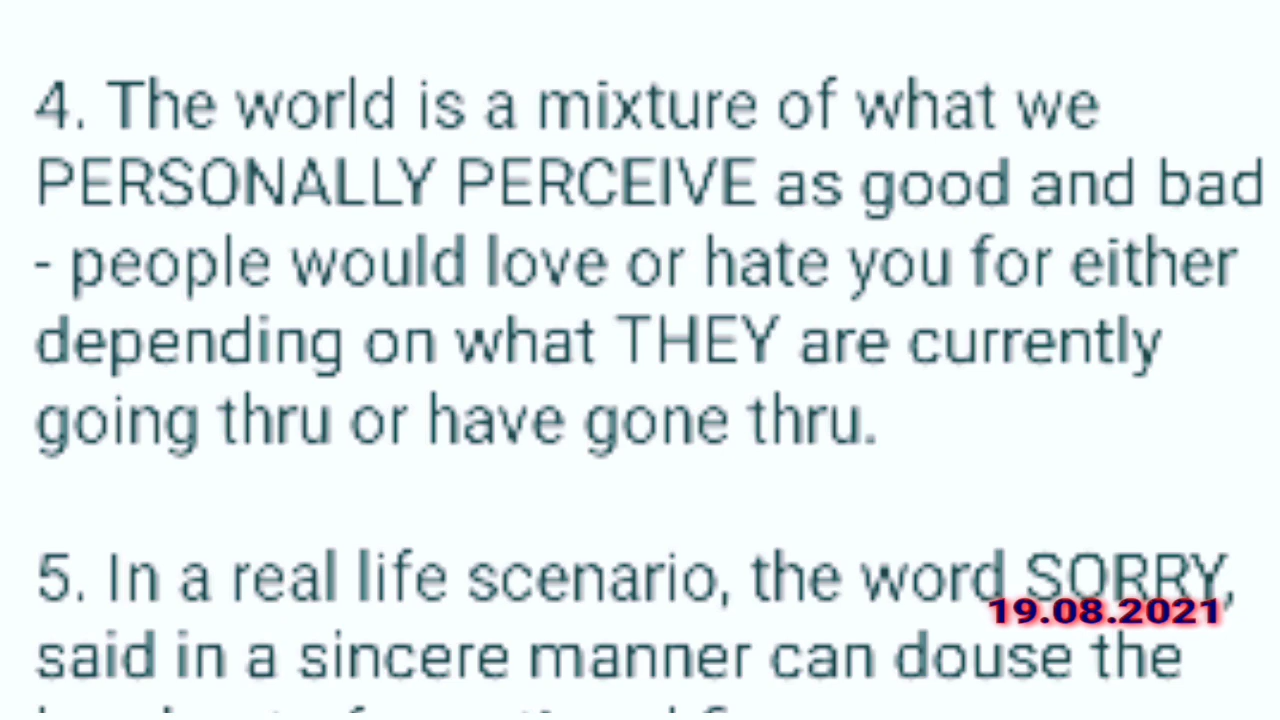 4. The world is a mixture of what we
PERSONALLY PERCEIVE as good and bad
- people would love or hate you for either
depending on what THEY are currently
going thru or have gone thru.
5. In a real life scenario, the word SORRY,
19.08.2021
said in a sincere manner can douse the